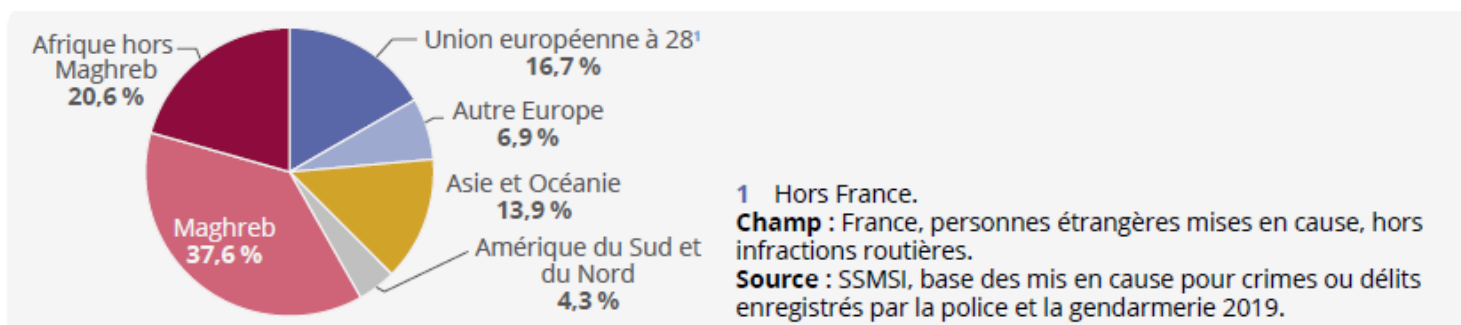 Afrique hors
Maghreb
20,6 %
Union européenne à 28¹
16,7 %
Autre Europe
6,9 %
Asie et Océanie
13,9 %
Amérique du Sud et
du Nord
4,3 %
Maghreb
37,6 %
1 Hors France.
Champ : France, personnes étrangères mises en cause, hors
infractions routières.
Source : SSMSI, base des mis en cause pour crimes ou délits
enregistrés par la police et la gendarmerie 2019.